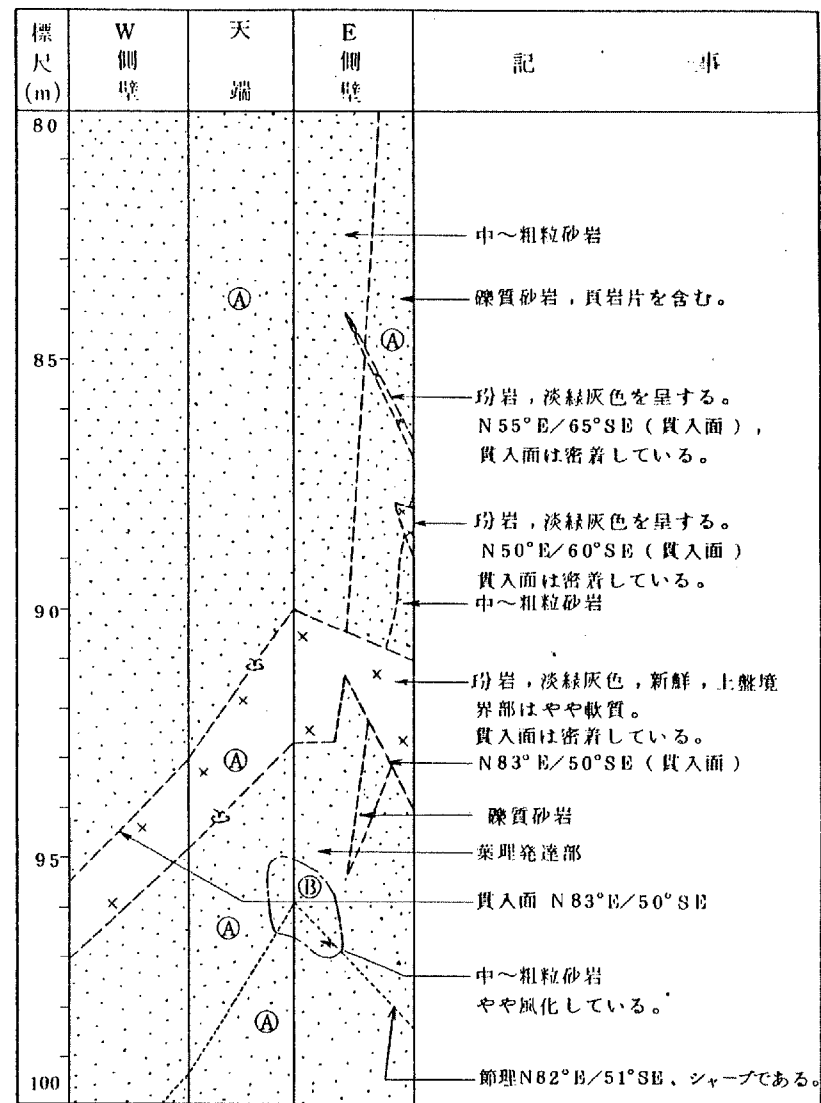 標尺(m)
W側壁
天端
E側壁
記事
80
中～粗粒砂岩
Ⓐ
礫質砂岩，頁岩片を含む。
Ⓐ
85
玢岩，淡緑灰色を呈する。
N55°E/65°SE（貫入面），
貫入面は密着している。
玢岩，淡緑灰色を呈する。
N50°E/60°SE（貫入面）
貫入面は密着している。
中～粗粒砂岩
90
玢岩，淡緑灰色，新鮮，上盤境
界部はやや軟質。
貫入面は密着している。
N83°E/50°SE（貫入面）
Ⓐ
礫質砂岩
葉理発達部
95
Ⓑ
貫入面 N83°E/50°SE
Ⓐ
中～粗粒砂岩
やや風化している。
Ⓐ
節理N82°E/51°SE、シャープである。
100